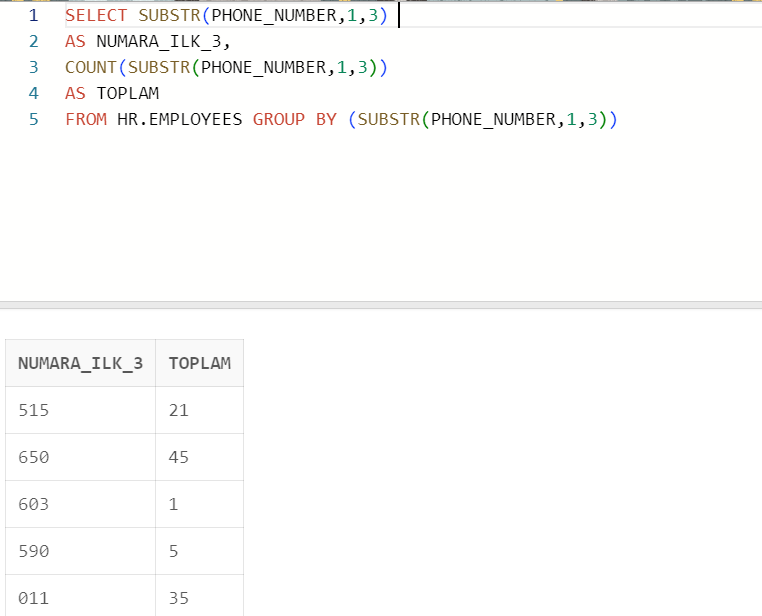 1 SELECT SUBSTR(PHONE_NUMBER,1,3)
2 AS NUMARA_ILK_3,
3 COUNT(SUBSTR(PHONE_NUMBER,1,3))
4 AS TOPLAM
5 FROM HR.EMPLOYEES GROUP BY (SUBSTR(PHONE_NUMBER,1,3))
NUMARA_ILK_3 TOPLAM
515 21
650 45
603 1
590 5
011 35